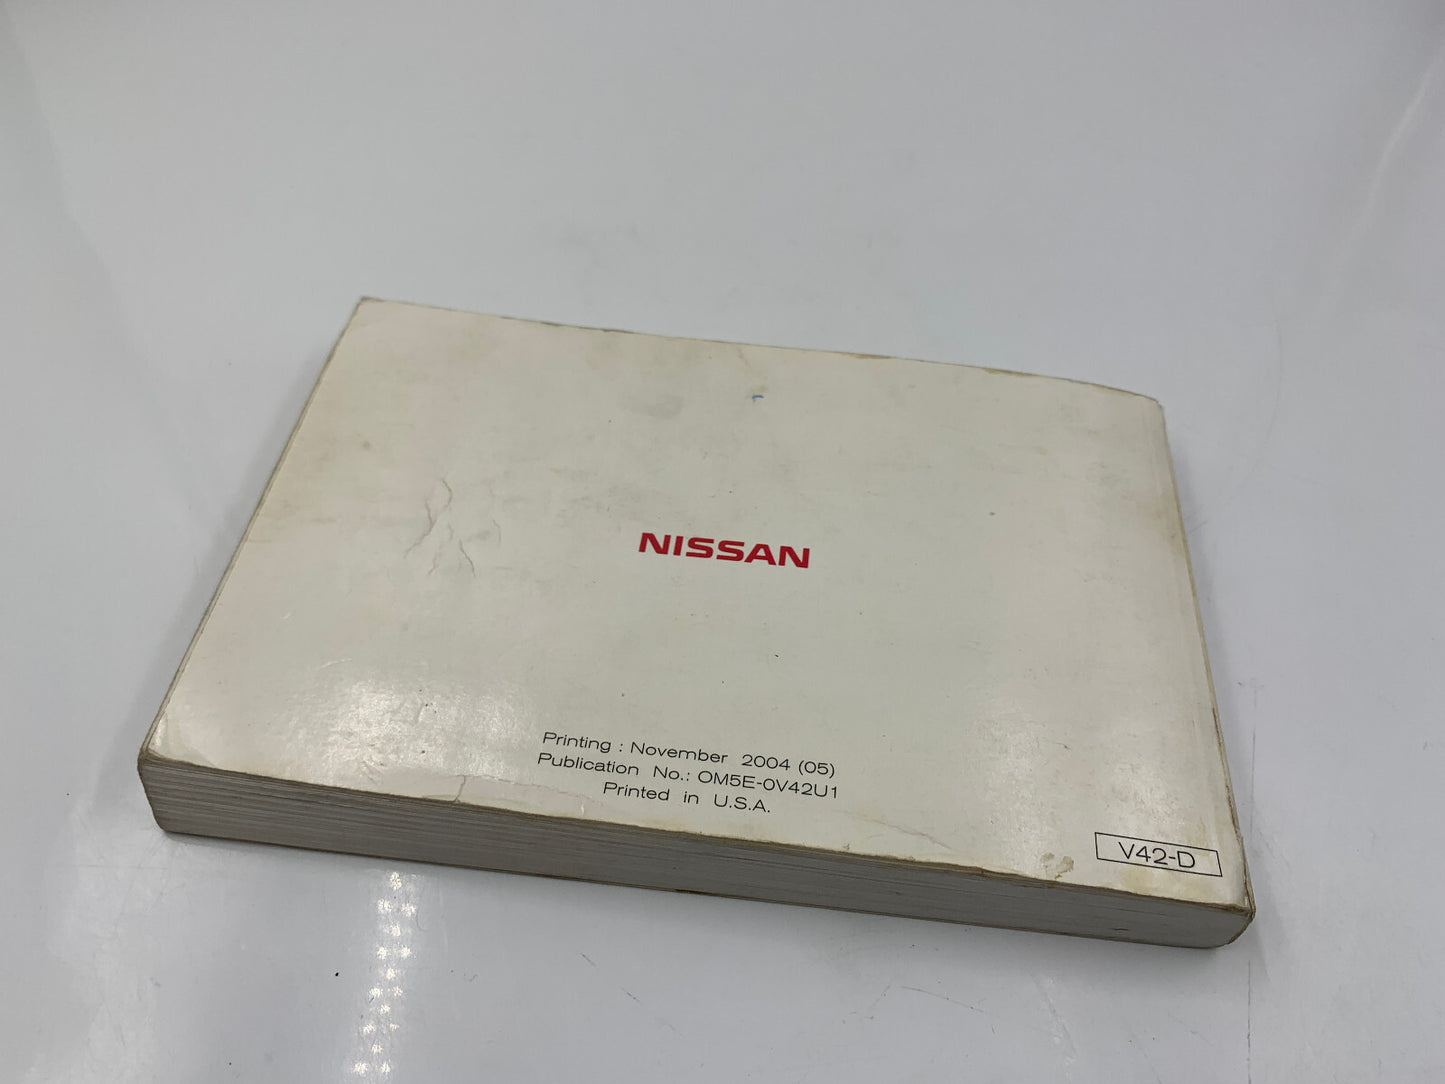 NISSAN
Printing : November 2004 (05)
Publication No.: OM5E-0V42U1
Printed in U.S.A.
V42-D